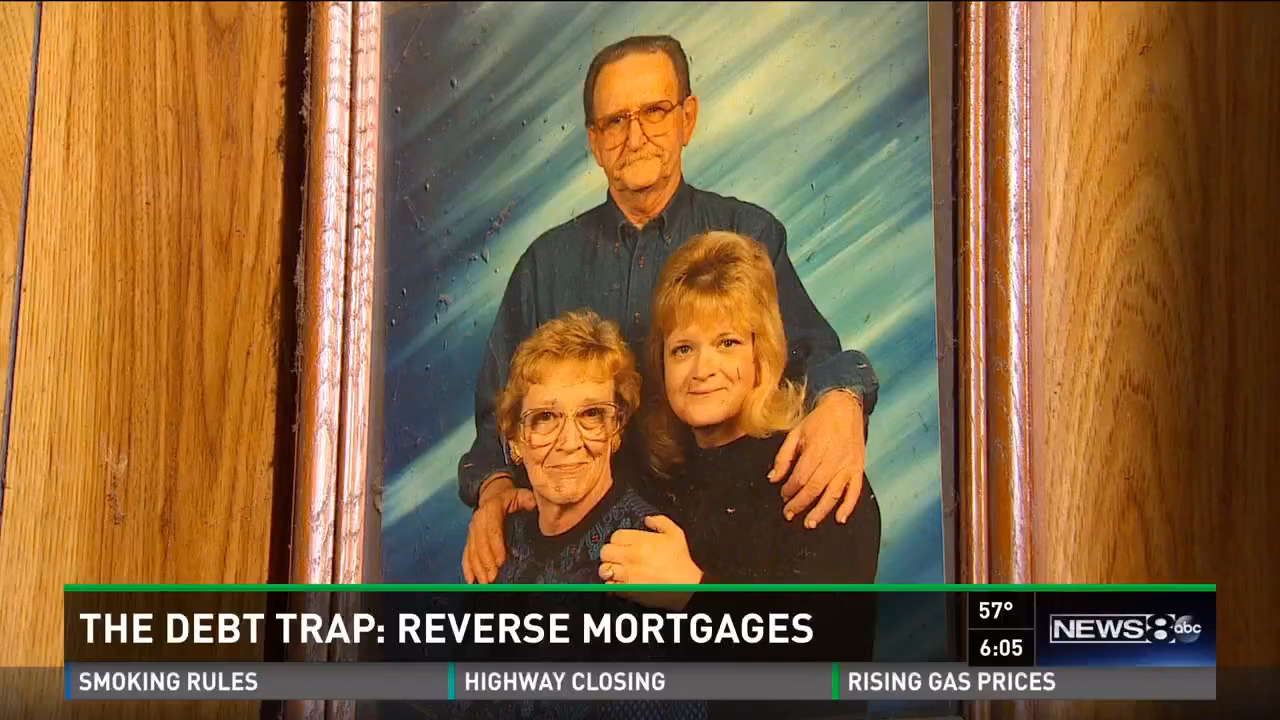 THE DEBT TRAP: REVERSE MORTGAGES
57°
6:05
NEWS 8 abc
SMOKING RULES
HIGHWAY CLOSING
RISING GAS PRICES